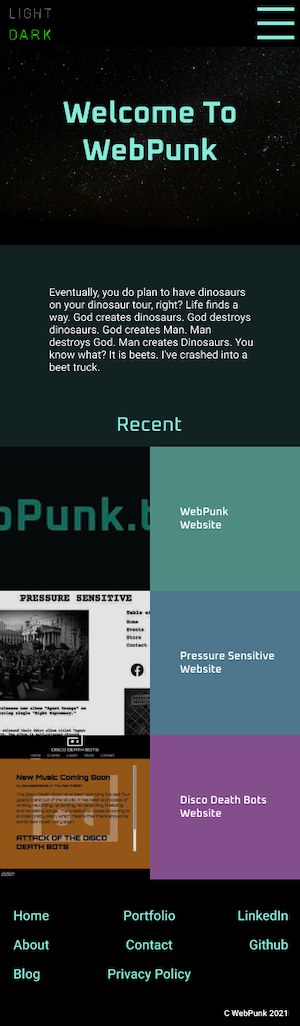 LIGHT
DARK
Welcome To
WebPunk
Eventually, you do plan to have dinosaurs
on your dinosaur tour, right? Life finds a
way. God creates dinosaurs. God destroys
dinosaurs. God creates Man. Man
destroys God. Man creates Dinosaurs. You
know what? It is beets. I've crashed into a
beet truck.
Recent
bPunk.b
WebPunk
Website
PRESSURE SENSITIVE
Table of
Home
Events
Store
Contact
Pressure Sensitive
Website
DISCO DEATH BOTS
New Music Coming Soon
ATTACK OF THE DISCO
DEATH BOTS
2021
Disco Death Bots
Website
Home Portfolio LinkedIn
About Contact Github
Blog Privacy Policy
C WebPunk 2021